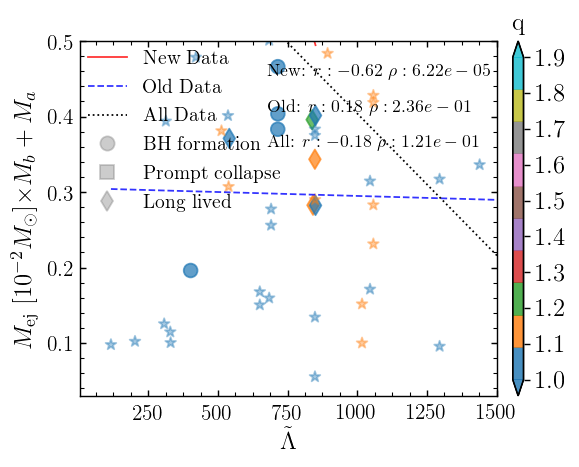 q
New Data
Old Data
All Data
BH formation
Prompt collapse
Long lived
New: r : −0.62 ρ : 6.22e − 05
Old: r : 0.18 ρ : 2.36e − 01
All: r : −0.18 ρ : 1.21e − 01
M_ej [10^−2 M_⊙]×M_b + M_a
0.5
0.4
0.3
0.2
0.1
250
500
750
1000
1250
1500
Λ̃
1.9
1.8
1.7
1.6
1.5
1.4
1.3
1.2
1.1
1.0